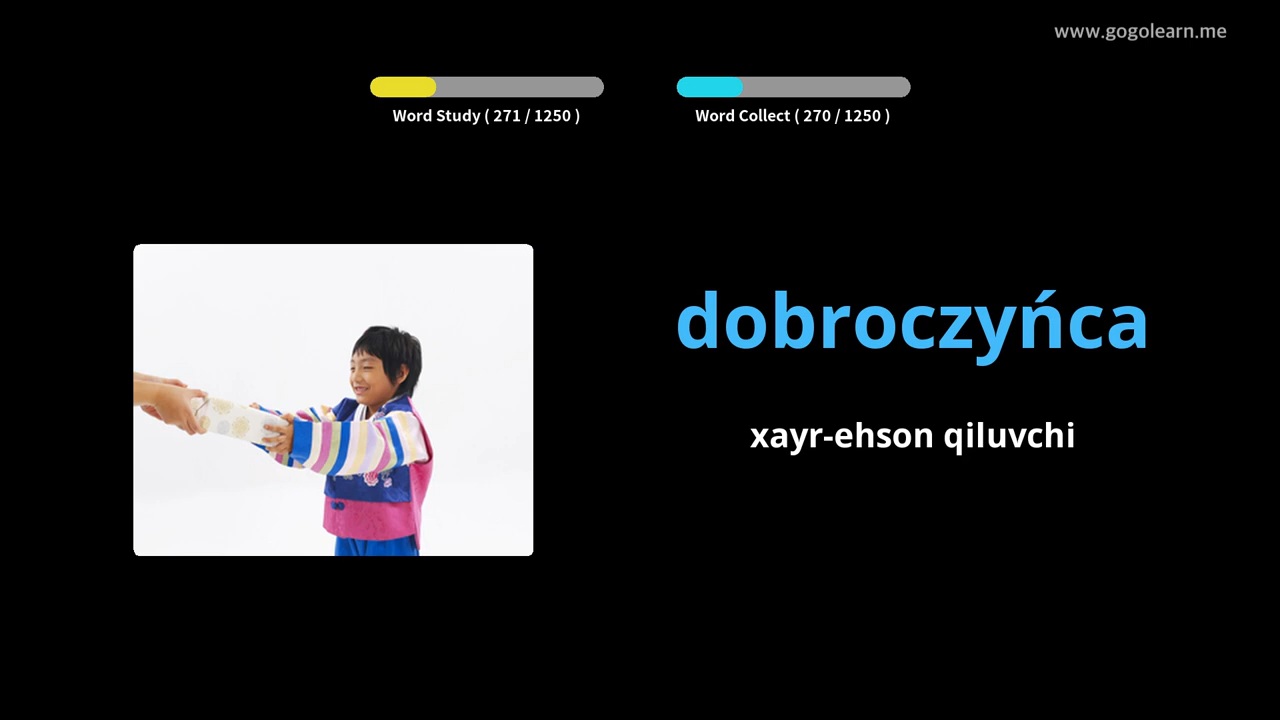 www.gogolearn.me
Word Study ( 271 / 1250 )
Word Collect ( 270 / 1250 )
dobroczyńca
xayr-ehson qiluvchi